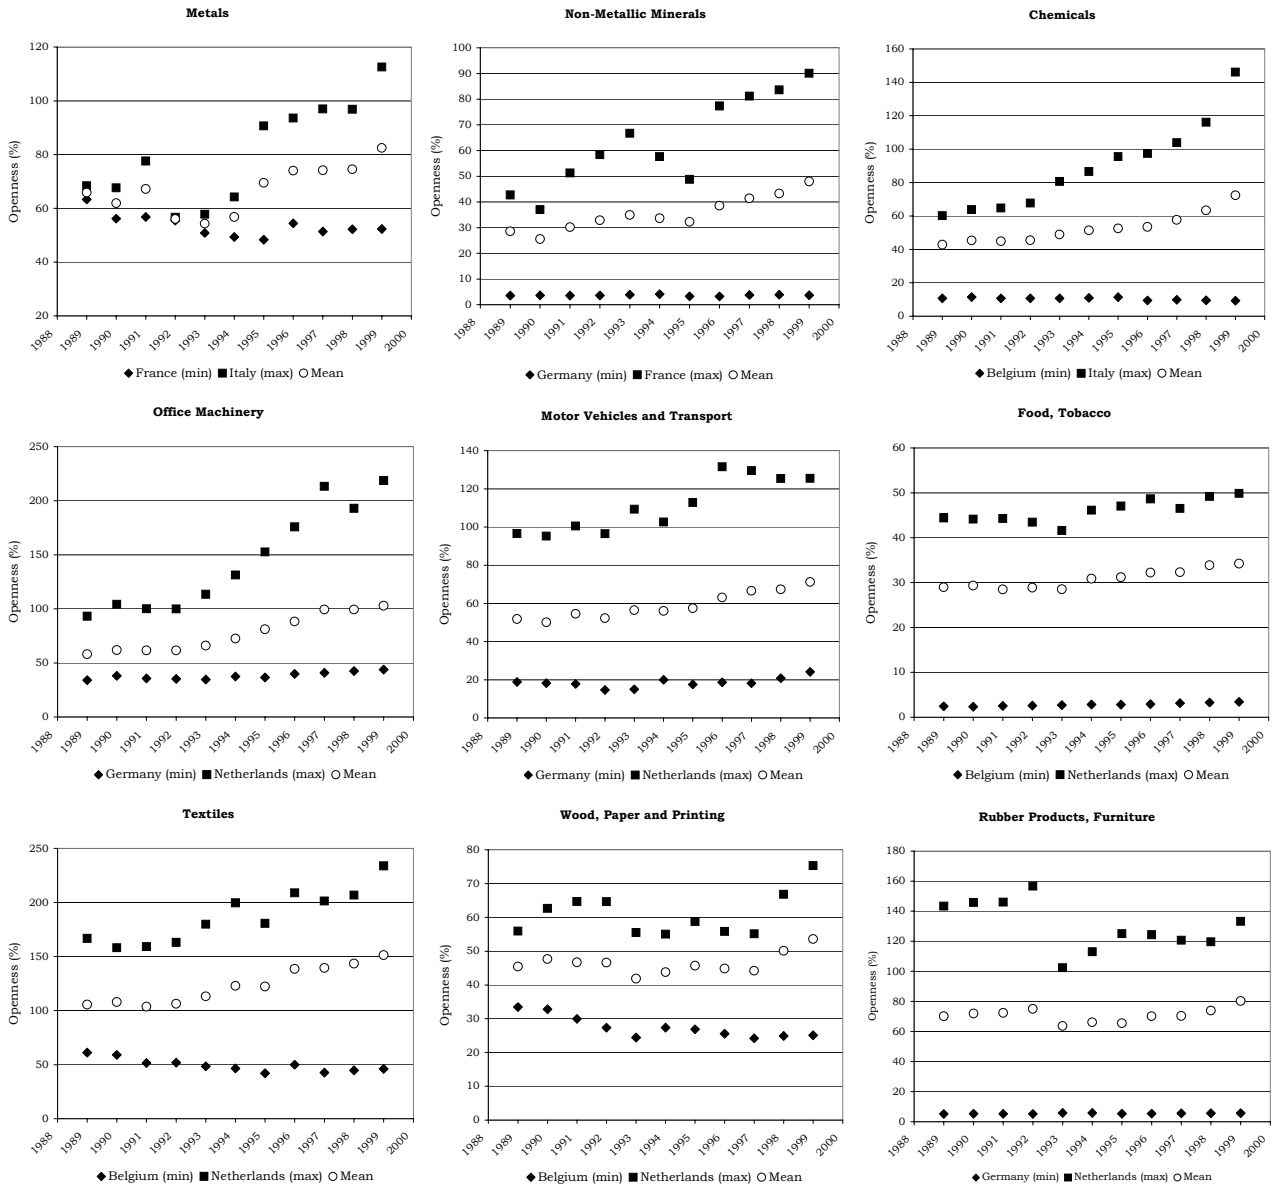 Metals
Openness (%)
120
100
80
60
40
20
1988 1989 1990 1991 1992 1993 1994 1995 1996 1997 1998 1999 2000
France (min) Italy (max) Mean
Non-Metallic Minerals
Openness (%)
100
90
80
70
60
50
40
30
20
10
0
1988 1989 1990 1991 1992 1993 1994 1995 1996 1997 1998 1999 2000
Germany (min) France (max) Mean
Chemicals
Openness (%)
160
140
120
100
80
60
40
20
0
1988 1989 1990 1991 1992 1993 1994 1995 1996 1997 1998 1999 2000
Belgium (min) Italy (max) Mean
Office Machinery
Openness (%)
250
200
150
100
50
0
1988 1989 1990 1991 1992 1993 1994 1995 1996 1997 1998 1999 2000
Germany (min) Netherlands (max) Mean
Motor Vehicles and Transport
Openness (%)
140
120
100
80
60
40
20
0
1988 1989 1990 1991 1992 1993 1994 1995 1996 1997 1998 1999 2000
Germany (min) Netherlands (max) Mean
Food, Tobacco
Openness (%)
60
50
40
30
20
10
0
1988 1989 1990 1991 1992 1993 1994 1995 1996 1997 1998 1999 2000
Belgium (min) Netherlands (max) Mean
Textiles
Openness (%)
250
200
150
100
50
0
1988 1989 1990 1991 1992 1993 1994 1995 1996 1997 1998 1999 2000
Belgium (min) Netherlands (max) Mean
Wood, Paper and Printing
Openness (%)
80
70
60
50
40
30
20
10
0
1988 1989 1990 1991 1992 1993 1994 1995 1996 1997 1998 1999 2000
Belgium (min) Netherlands (max) Mean
Rubber Products, Furniture
Openness (%)
180
160
140
120
100
80
60
40
20
0
1988 1989 1990 1991 1992 1993 1994 1995 1996 1997 1998 1999 2000
Germany (min) Netherlands (max) Mean